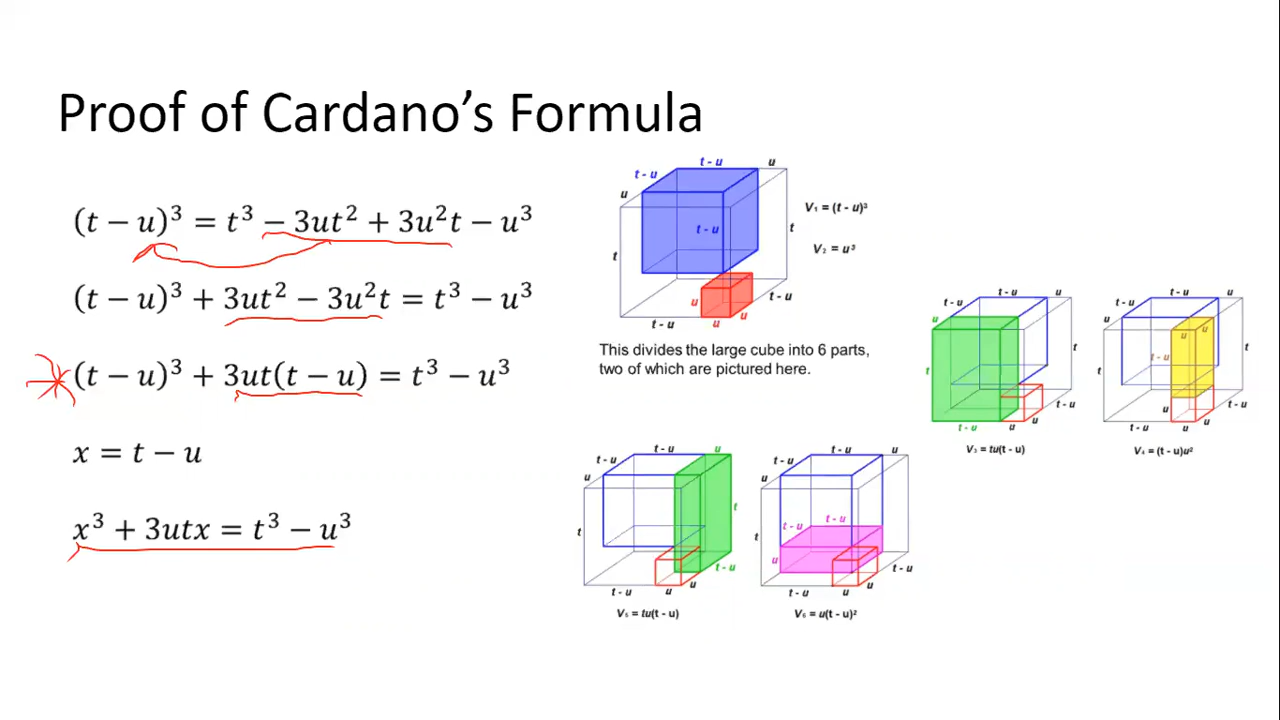 Proof of Cardano's Formula
(t − u)³ = t³ − 3ut² + 3u²t − u³
(t − u)³ + 3ut² − 3u²t = t³ − u³
(t − u)³ + 3ut(t − u) = t³ − u³
x = t − u
x³ + 3utx = t³ − u³
t - u
u
t - u
u
t - u
t
t
u
t - u
u
t - u
u
V₁ = (t - u)³
V₂ = u³
This divides the large cube into 6 parts,
two of which are pictured here.
t - u
u
t - u
u
t
t
t - u
u
t - u
u
V₃ = tu(t - u)
t - u
u
t - u
u
u
u
t
t - u
t
u
t - u
u
t - u
u
V₄ = (t - u)u²
t - u
u
t - u
u
t
t
t - u
u
t - u
u
V₅ = tu(t - u)
t - u
u
t - u
u
t - u
t - u
t
u
t - u
u
t - u
u
V₆ = u(t - u)²